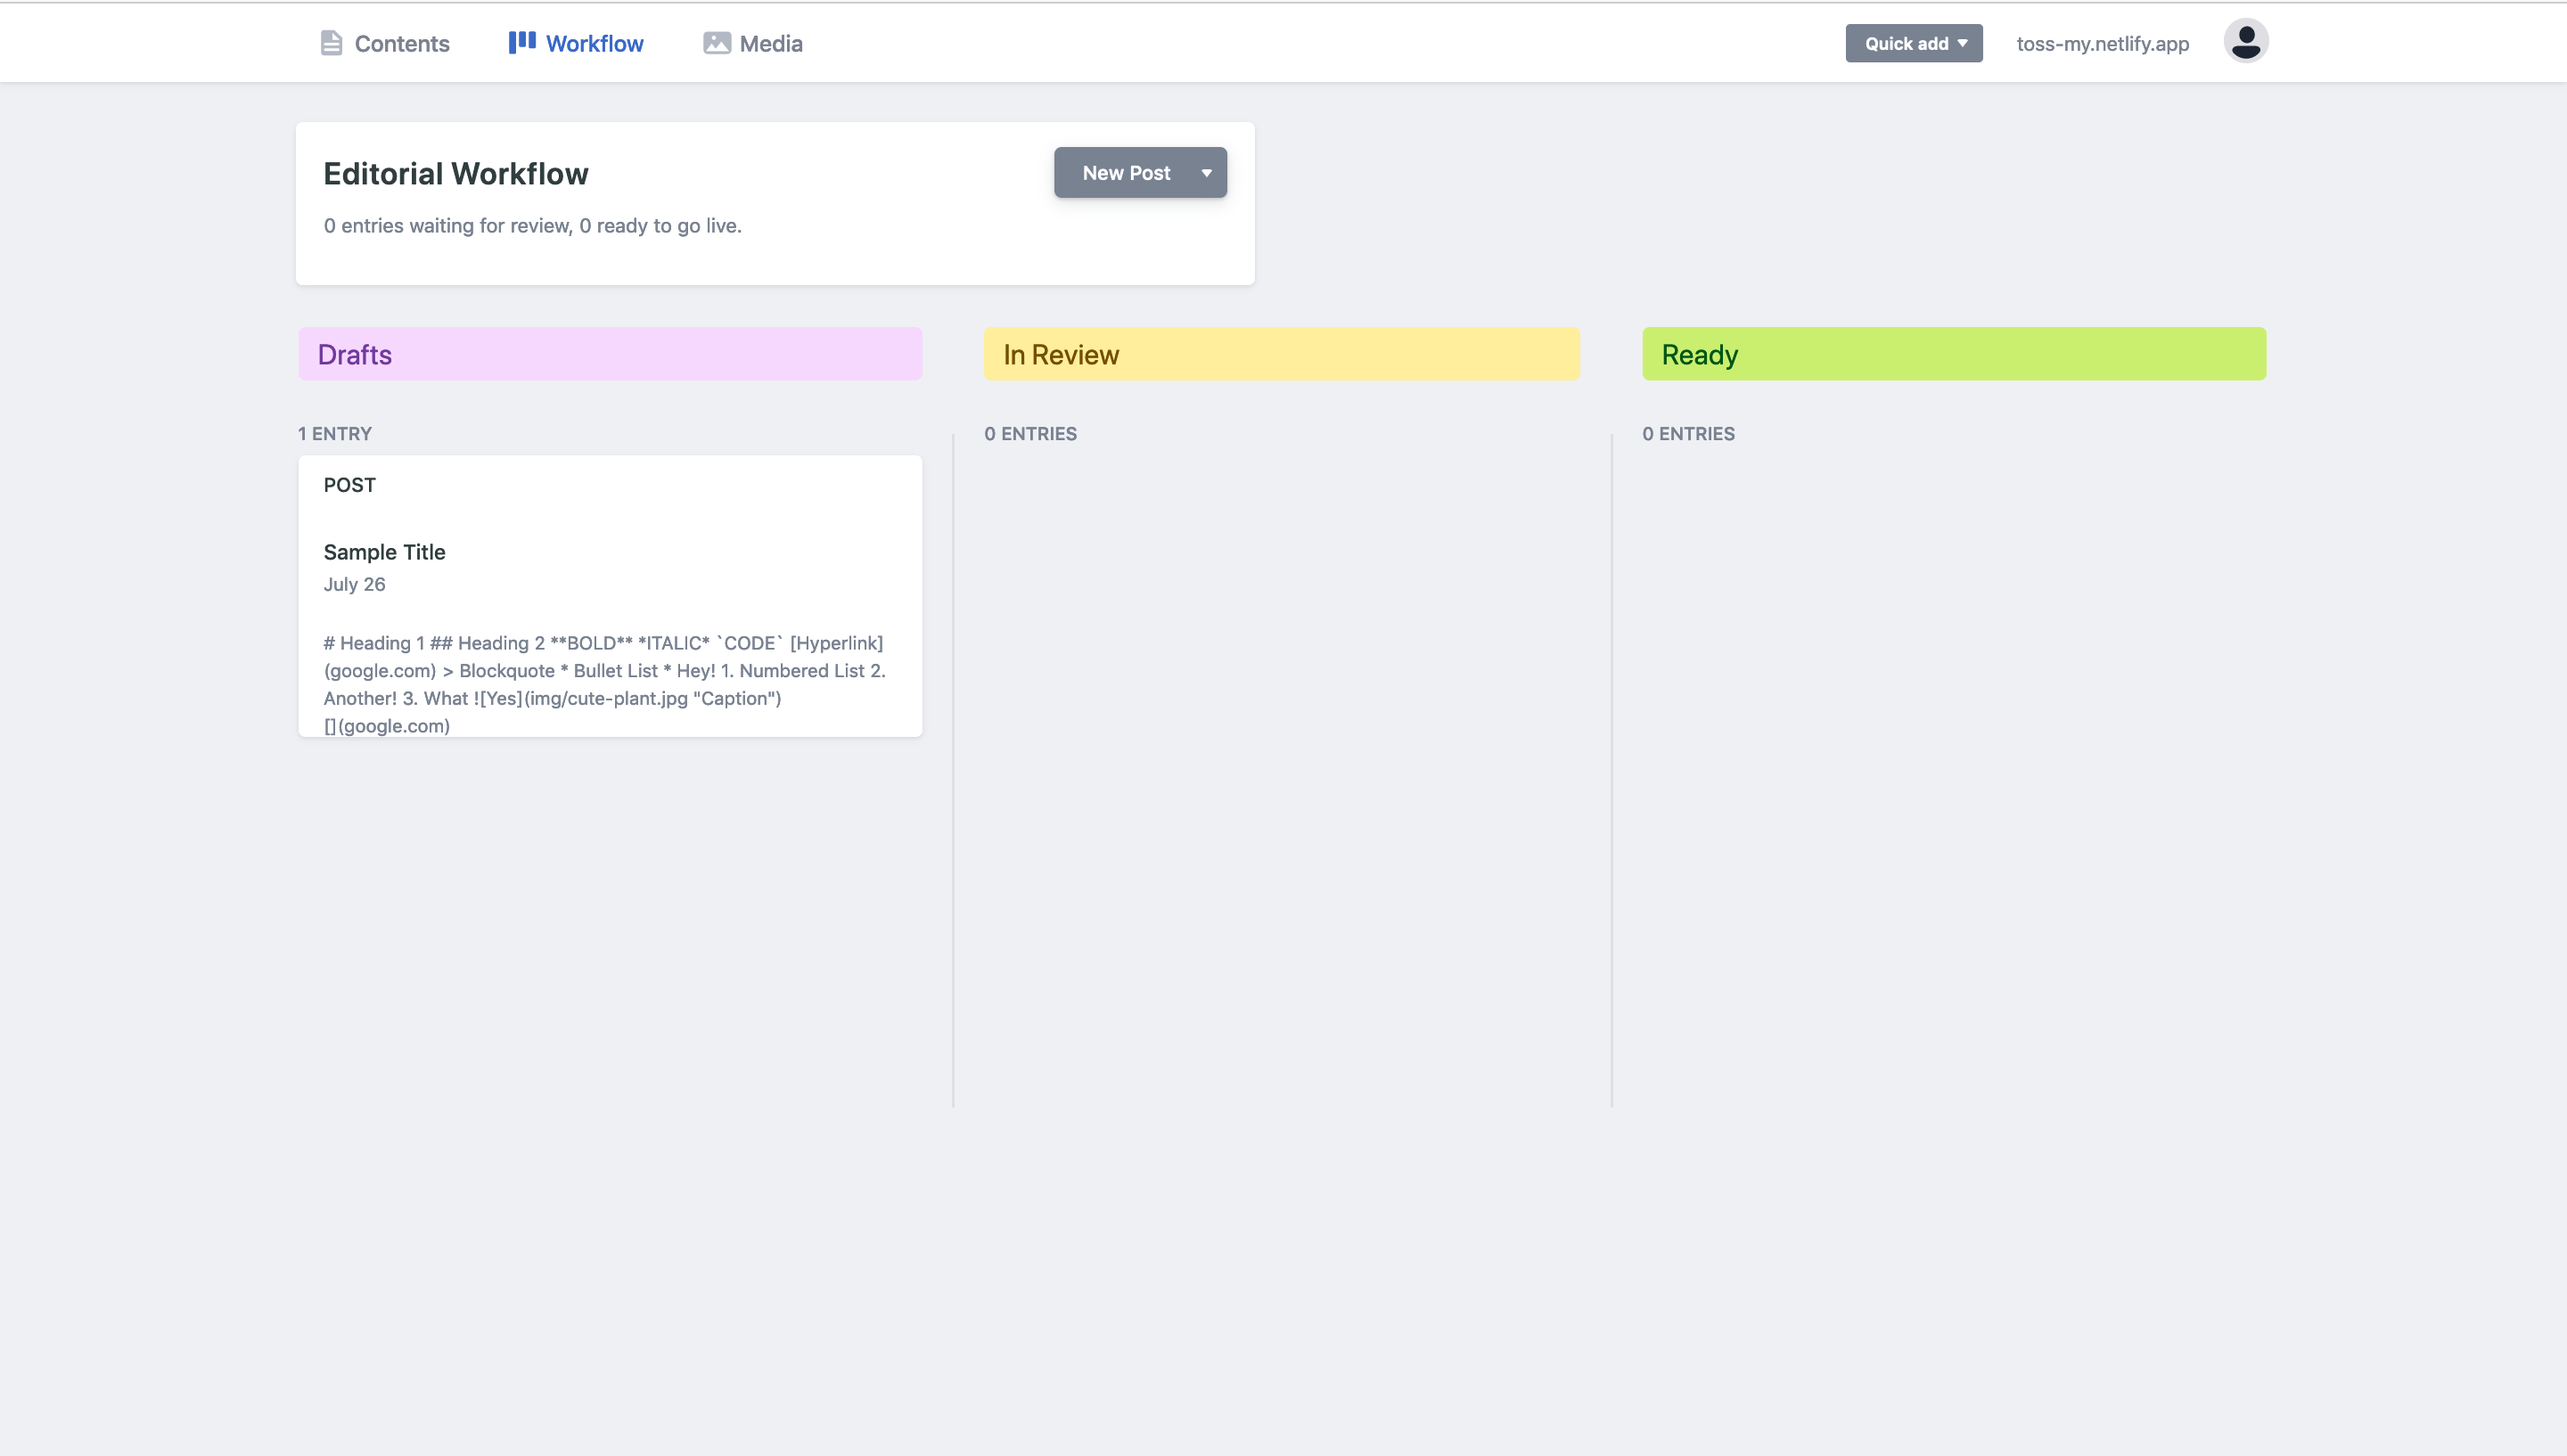 Contents
Workflow
Media
Quick add
toss-my.netlify.app
Editorial Workflow
New Post
0 entries waiting for review, 0 ready to go live.
Drafts
In Review
Ready
1 ENTRY
0 ENTRIES
0 ENTRIES
POST
Sample Title
July 26
# Heading 1 ## Heading 2 **BOLD** *ITALIC* `CODE` [Hyperlink]
(google.com) > Blockquote * Bullet List * Hey! 1. Numbered List 2.
Another! 3. What ![Yes](img/cute-plant.jpg "Caption")
[](google.com)